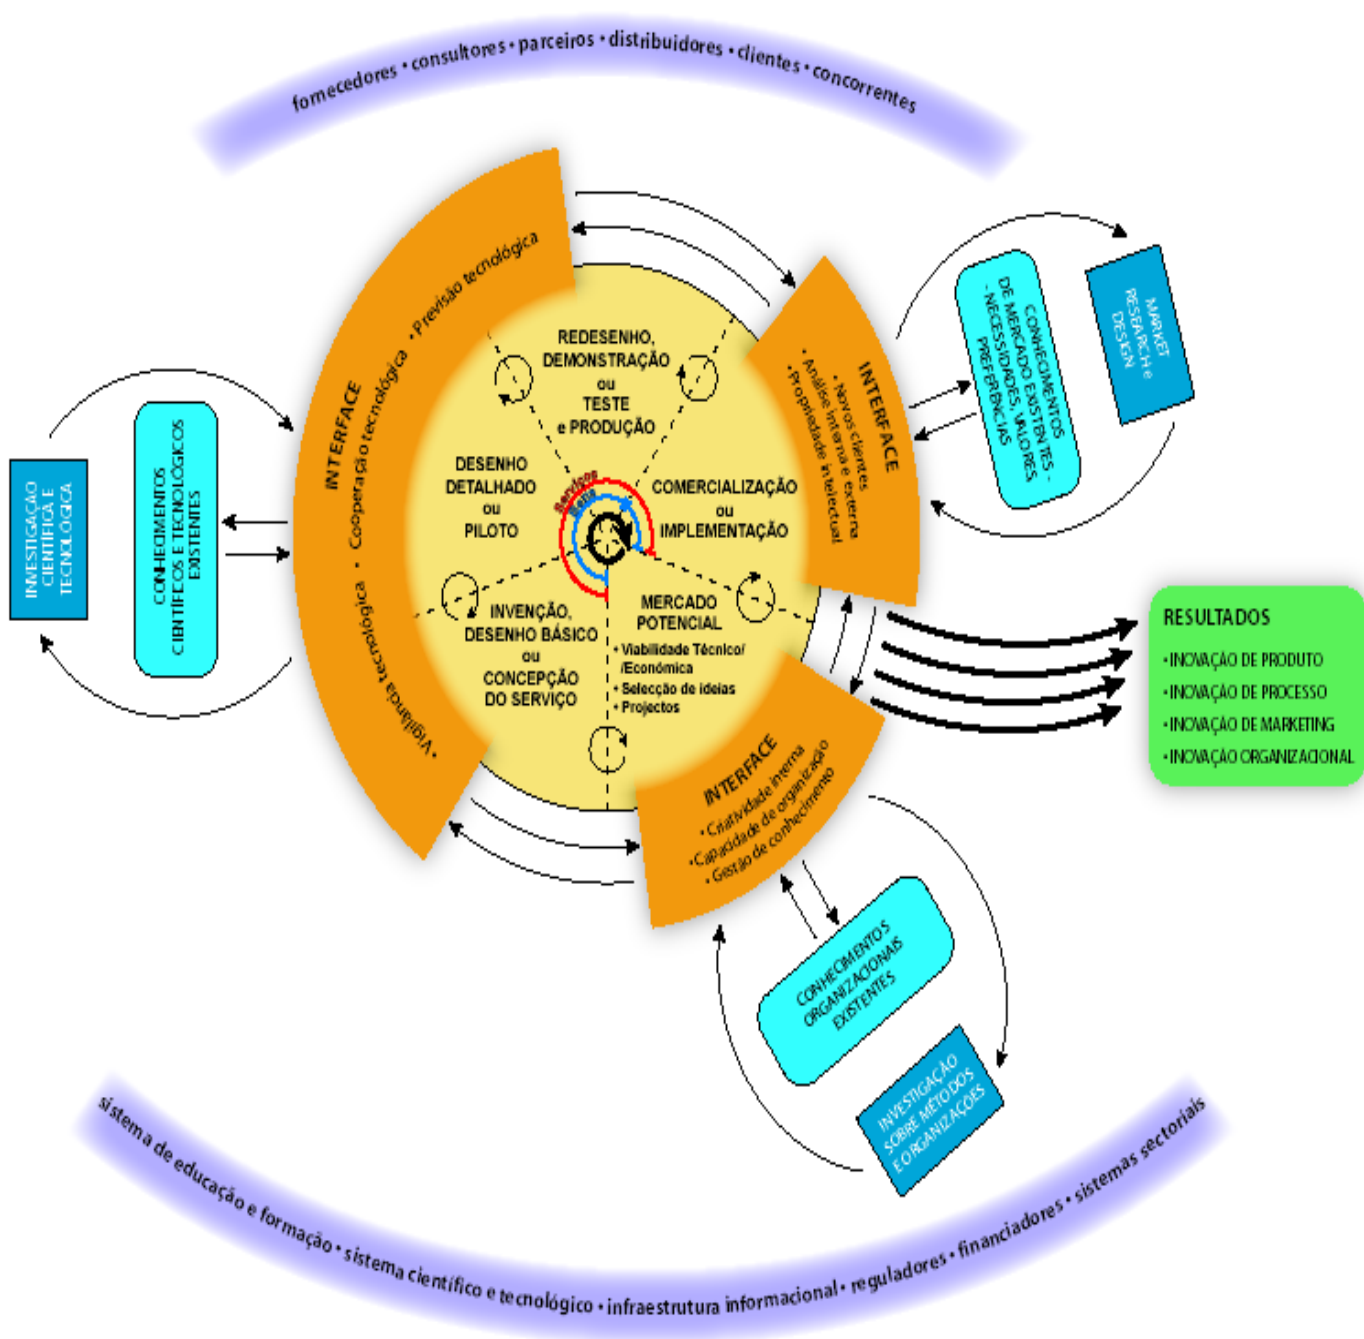 fornecedores • consultores • parceiros • distribuidores • clientes • concorrentes
INTERFACE
• Vigilância tecnológica • Cooperação tecnológica • Previsão tecnológica
INVESTIGAÇÃO
CIENTÍFICA E
TECNOLÓGICA
CONHECIMENTOS
CIENTÍFICOS E TECNOLÓGICOS
EXISTENTES
REDESENHO,
DEMONSTRAÇÃO
ou
TESTE
e PRODUÇÃO
DESENHO
DETALHADO
ou
PILOTO
Serviços
Bens
COMERCIALIZAÇÃO
ou
IMPLEMENTAÇÃO
INVENÇÃO,
DESENHO BÁSICO
ou
CONCEPÇÃO
DO SERVIÇO
MERCADO
POTENCIAL
• Viabilidade Técnico/
/Económica
• Selecção de ideias
• Projectos
INTERFACE
• Novos clientes
• Análise interna e externa
• Propriedade intelectual
CONHECIMENTOS
DE MERCADO EXISTENTES -
- NECESSIDADES, VALORES,
PREFERÊNCIAS
MARKET
RESEARCH e
DESIGN
RESULTADOS
• INOVAÇÃO DE PRODUTO
• INOVAÇÃO DE PROCESSO
• INOVAÇÃO DE MARKETING
• INOVAÇÃO ORGANIZACIONAL
INTERFACE
• Criatividade interna
• Capacidade de organização
• Gestão de conhecimento
CONHECIMENTOS
ORGANIZACIONAIS
EXISTENTES
INVESTIGAÇÃO
SOBRE MÉTODOS
E ORGANIZAÇÕES
sistema de educação e formação • sistema científico e tecnológico • infraestrutura informacional • reguladores • financiadores • sistemas sectoriais